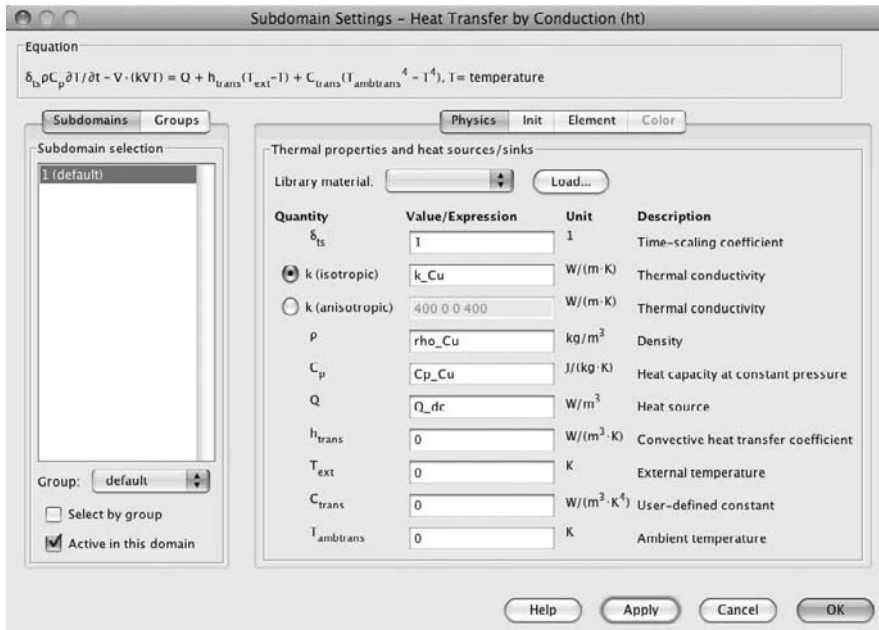 Subdomain Settings – Heat Transfer by Conduction (ht)
Equation
δtsρCp∂T/∂t – ∇·(k∇T) = Q + htrans(Text–T) + Ctrans(Tambtrans⁴ – T⁴), T= temperature
Subdomains Groups
Subdomain selection
1 (default)
Group: default
Select by group
Active in this domain
Physics Init Element Color
Thermal properties and heat sources/sinks
Library material: Load...
Quantity Value/Expression Unit Description
δts 1 1 Time-scaling coefficient
k (isotropic) k_Cu W/(m·K) Thermal conductivity
k (anisotropic) 400 0 0 400 W/(m·K) Thermal conductivity
ρ rho_Cu kg/m³ Density
Cp Cp_Cu J/(kg·K) Heat capacity at constant pressure
Q Q_dc W/m³ Heat source
htrans 0 W/(m³·K) Convective heat transfer coefficient
Text 0 K External temperature
Ctrans 0 W/(m³·K⁴) User-defined constant
Tambtrans 0 K Ambient temperature
Help Apply Cancel OK